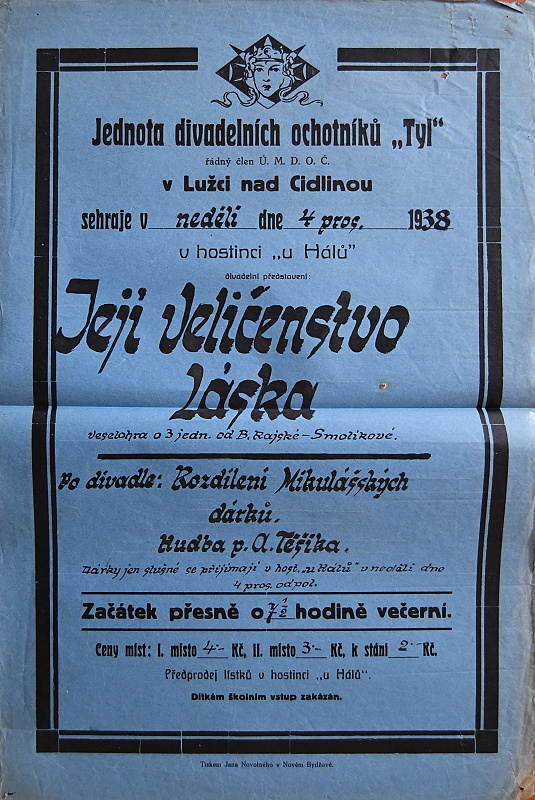 Jednota divadelních ochotníků „Tyl“
řádný člen Ú. M. D. O. Č.
v Lužci nad Cidlinou
sehraje v neděli dne 4 pros. 1938
v hostinci „u Hálů”
divadelní představení:
Její Veličenstvo
Láska
Veselohra o 3 jedn. od B. Rajské-Smolíkové.
Po divadle: Rozdílení Mikulášských
dárků.
Hudba p. A. Těšíka.
Dárky jen slušné se přijímají v host. „u Hálů” v neděli dne
4 pros. odpol.
Začátek přesně o 7 1/2 hodině večerní.
Ceny míst: I. místo 4·- Kč, II. místo 3·- Kč, k stání 2·- Kč.
Předprodej lístků v hostinci „u Hálů”.
Dítkám školním vstup zakázán.
Tiskem Jana Novotného v Novém Bydžově.